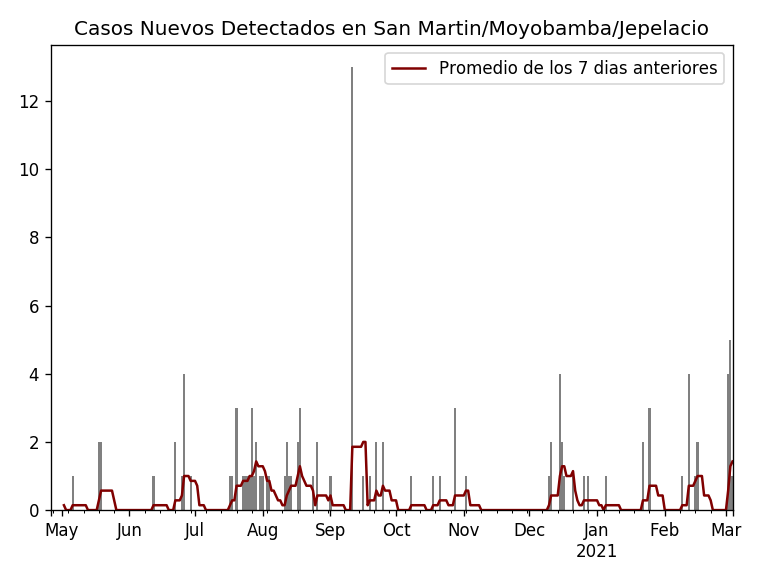 Casos Nuevos Detectados en San Martin/Moyobamba/Jepelacio
Promedio de los 7 dias anteriores
12
10
8
6
4
2
0
May Jun Jul Aug Sep Oct Nov Dec Jan Feb Mar
2021